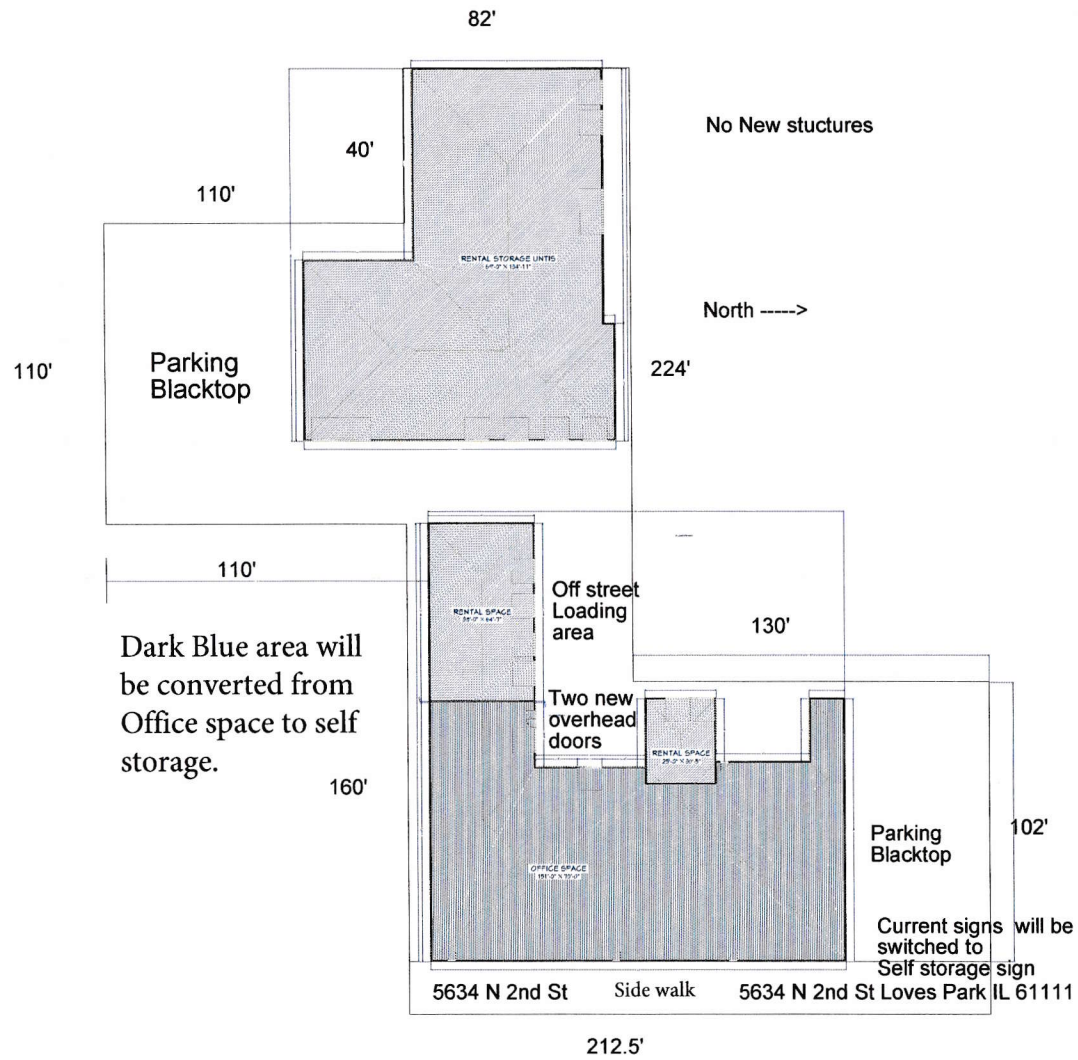 82'
No New stuctures
40'
110'
RENTAL STORAGE UNTIS
North ----->
110'
Parking
Blacktop
224'
110'
Off street
Loading
area
RENTAL SPACE
130'
Dark Blue area will
be converted from
Office space to self
storage.
Two new
overhead
doors
RENTAL SPACE
160'
Parking
Blacktop
102'
OFFICE SPACE
Current signs will be
switched to
Self storage sign
5634 N 2nd St
Side walk
5634 N 2nd St Loves Park IL 61111
212.5'